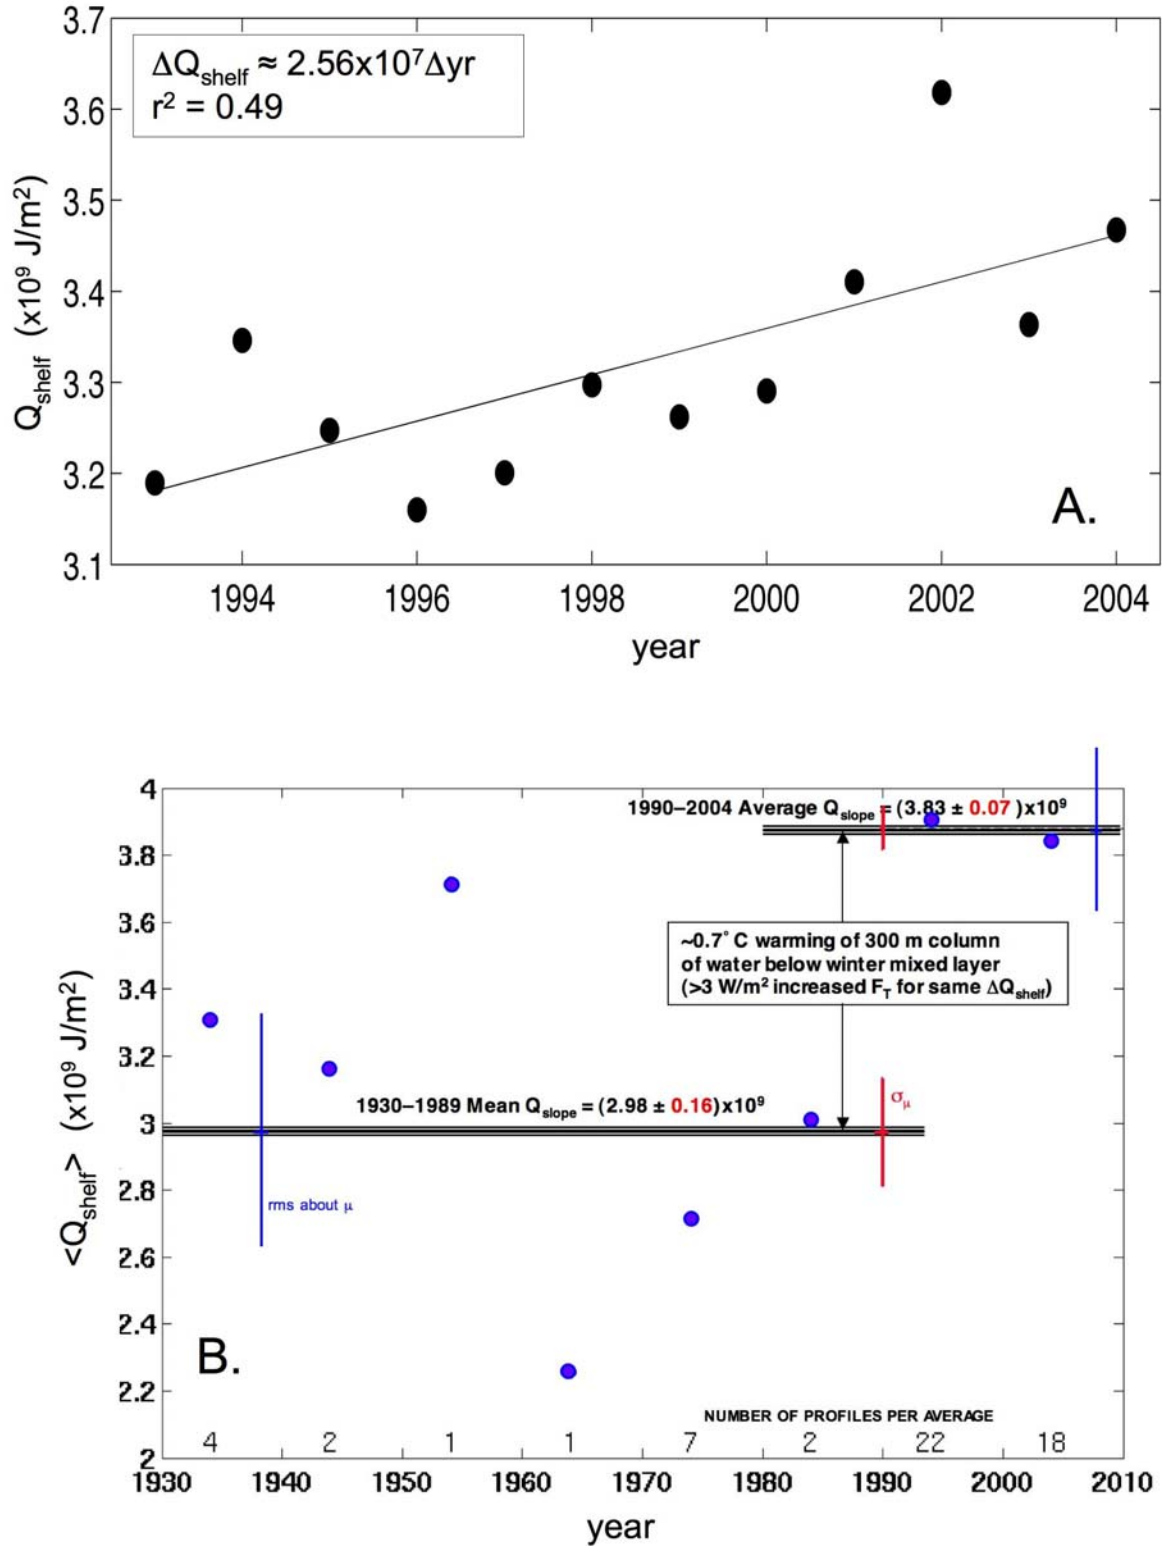 ΔQshelf ≈ 2.56x10⁷Δyr
r² = 0.49
3.7
3.6
3.5
3.4
3.3
3.2
3.1
Qshelf (x10⁹ J/m²)
A.
1994 1996 1998 2000 2002 2004
year
4
3.8
3.6
3.4
3.2
3
2.8
2.6
2.4
2.2
2
<Qshelf> (x10⁹ J/m²)
1990–2004 Average Qslope = (3.83 ± 0.07 )x10⁹
~0.7° C warming of 300 m column
of water below winter mixed layer
(>3 W/m² increased FT for same ΔQshelf)
σμ
1930–1989 Mean Qslope = (2.98 ± 0.16)x10⁹
rms about μ
B.
NUMBER OF PROFILES PER AVERAGE
4 2 1 1 7 2 22 18
1930 1940 1950 1960 1970 1980 1990 2000 2010
year